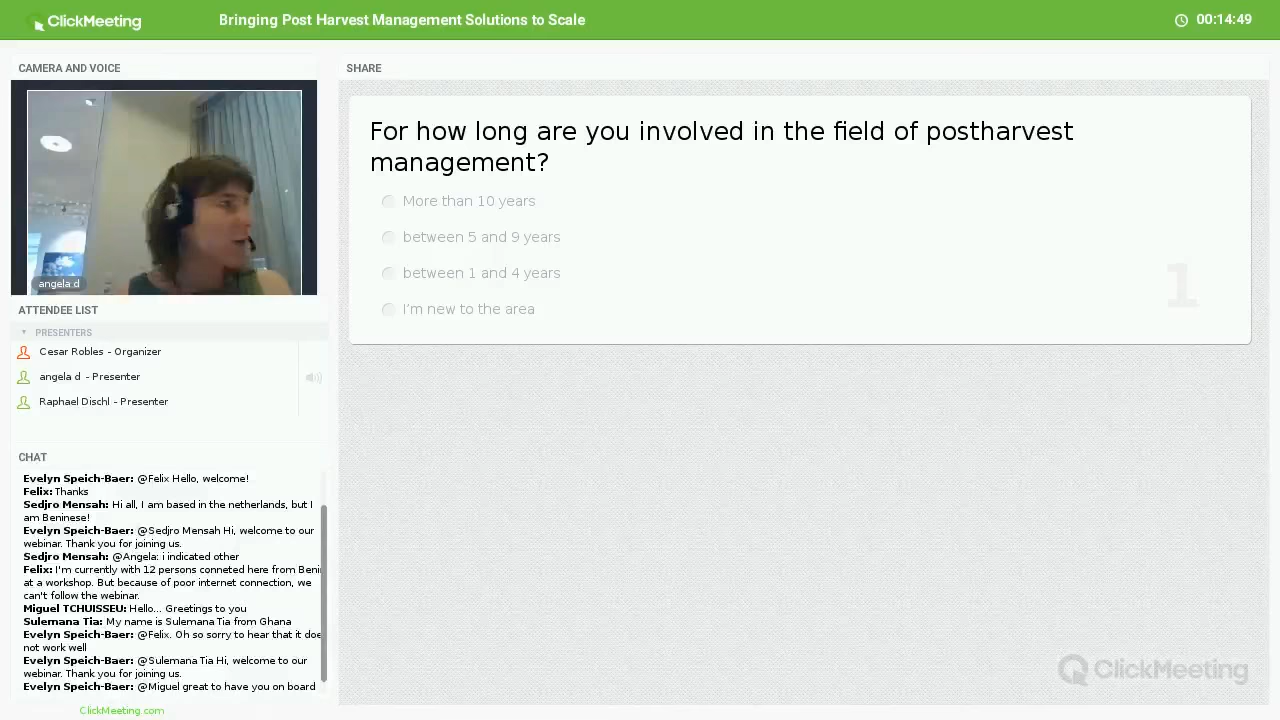 ClickMeeting
Bringing Post Harvest Management Solutions to Scale
00:14:49
CAMERA AND VOICE
angela d
ATTENDEE LIST
PRESENTERS
Cesar Robles - Organizer
angela d - Presenter
Raphael Dischl - Presenter
CHAT
Evelyn Speich-Baer: @Felix Hello, welcome!
Felix: Thanks
Sedjro Mensah: Hi all, I am based in the netherlands, but I
am Beninese!
Evelyn Speich-Baer: @Sedjro Mensah Hi, welcome to our
webinar. Thank you for joining us.
Sedjro Mensah: @Angela: i indicated other
Felix: I'm currently with 12 persons conneted here from Beni
at a workshop. But because of poor internet connection, we
can't follow the webinar.
Miguel TCHUISSEU: Hello... Greetings to you
Sulemana Tia: My name is Sulemana Tia from Ghana
Evelyn Speich-Baer: @Felix. Oh so sorry to hear that it doe
not work well
Evelyn Speich-Baer: @Sulemana Tia Hi, welcome to our
webinar. Thank you for joining us.
Evelyn Speich-Baer: @Miguel great to have you on board
ClickMeeting.com
SHARE
For how long are you involved in the field of postharvest
management?
More than 10 years
between 5 and 9 years
between 1 and 4 years
I'm new to the area
1
ClickMeeting